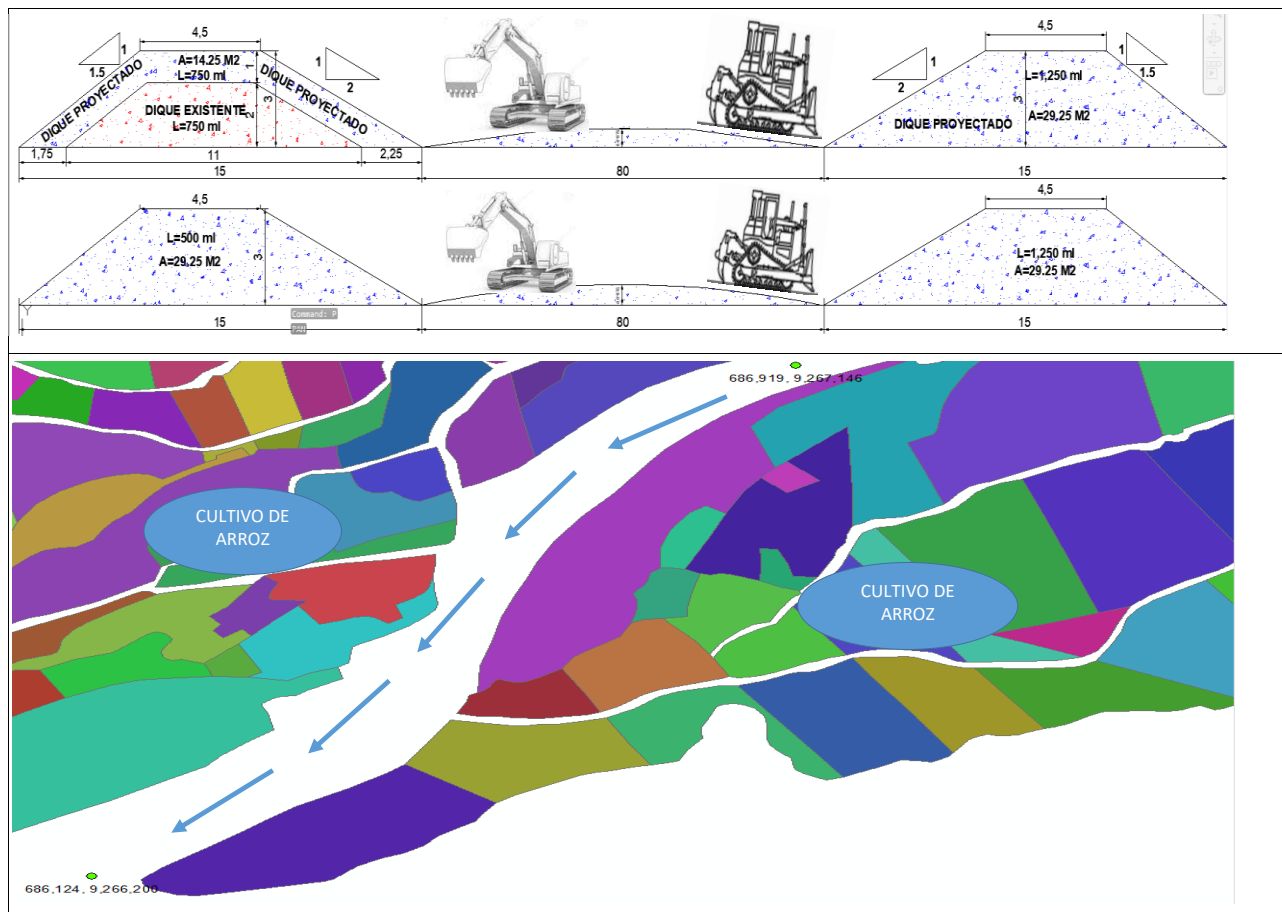 4,5
4,5
1
1.5
A=14.25 M2
L=750 ml
1
1
2
DIQUE PROYECTADO
DIQUE PROYECTADO
DIQUE EXISTENTE
L=750 ml
2
3
1,75
11
2,25
15
80
2
1
L=1,250 ml
3
A=29,25 M2
DIQUE PROYECTADO
1
1.5
15
4,5
L=500 ml
A=29,25 M2
3
Y
Command: P
PAN
15
80
4,5
L=1,250 ml
A=29.25 M2
15
686,919, 9,267,146
CULTIVO DE
ARROZ
CULTIVO DE
ARROZ
686,124, 9,266,200